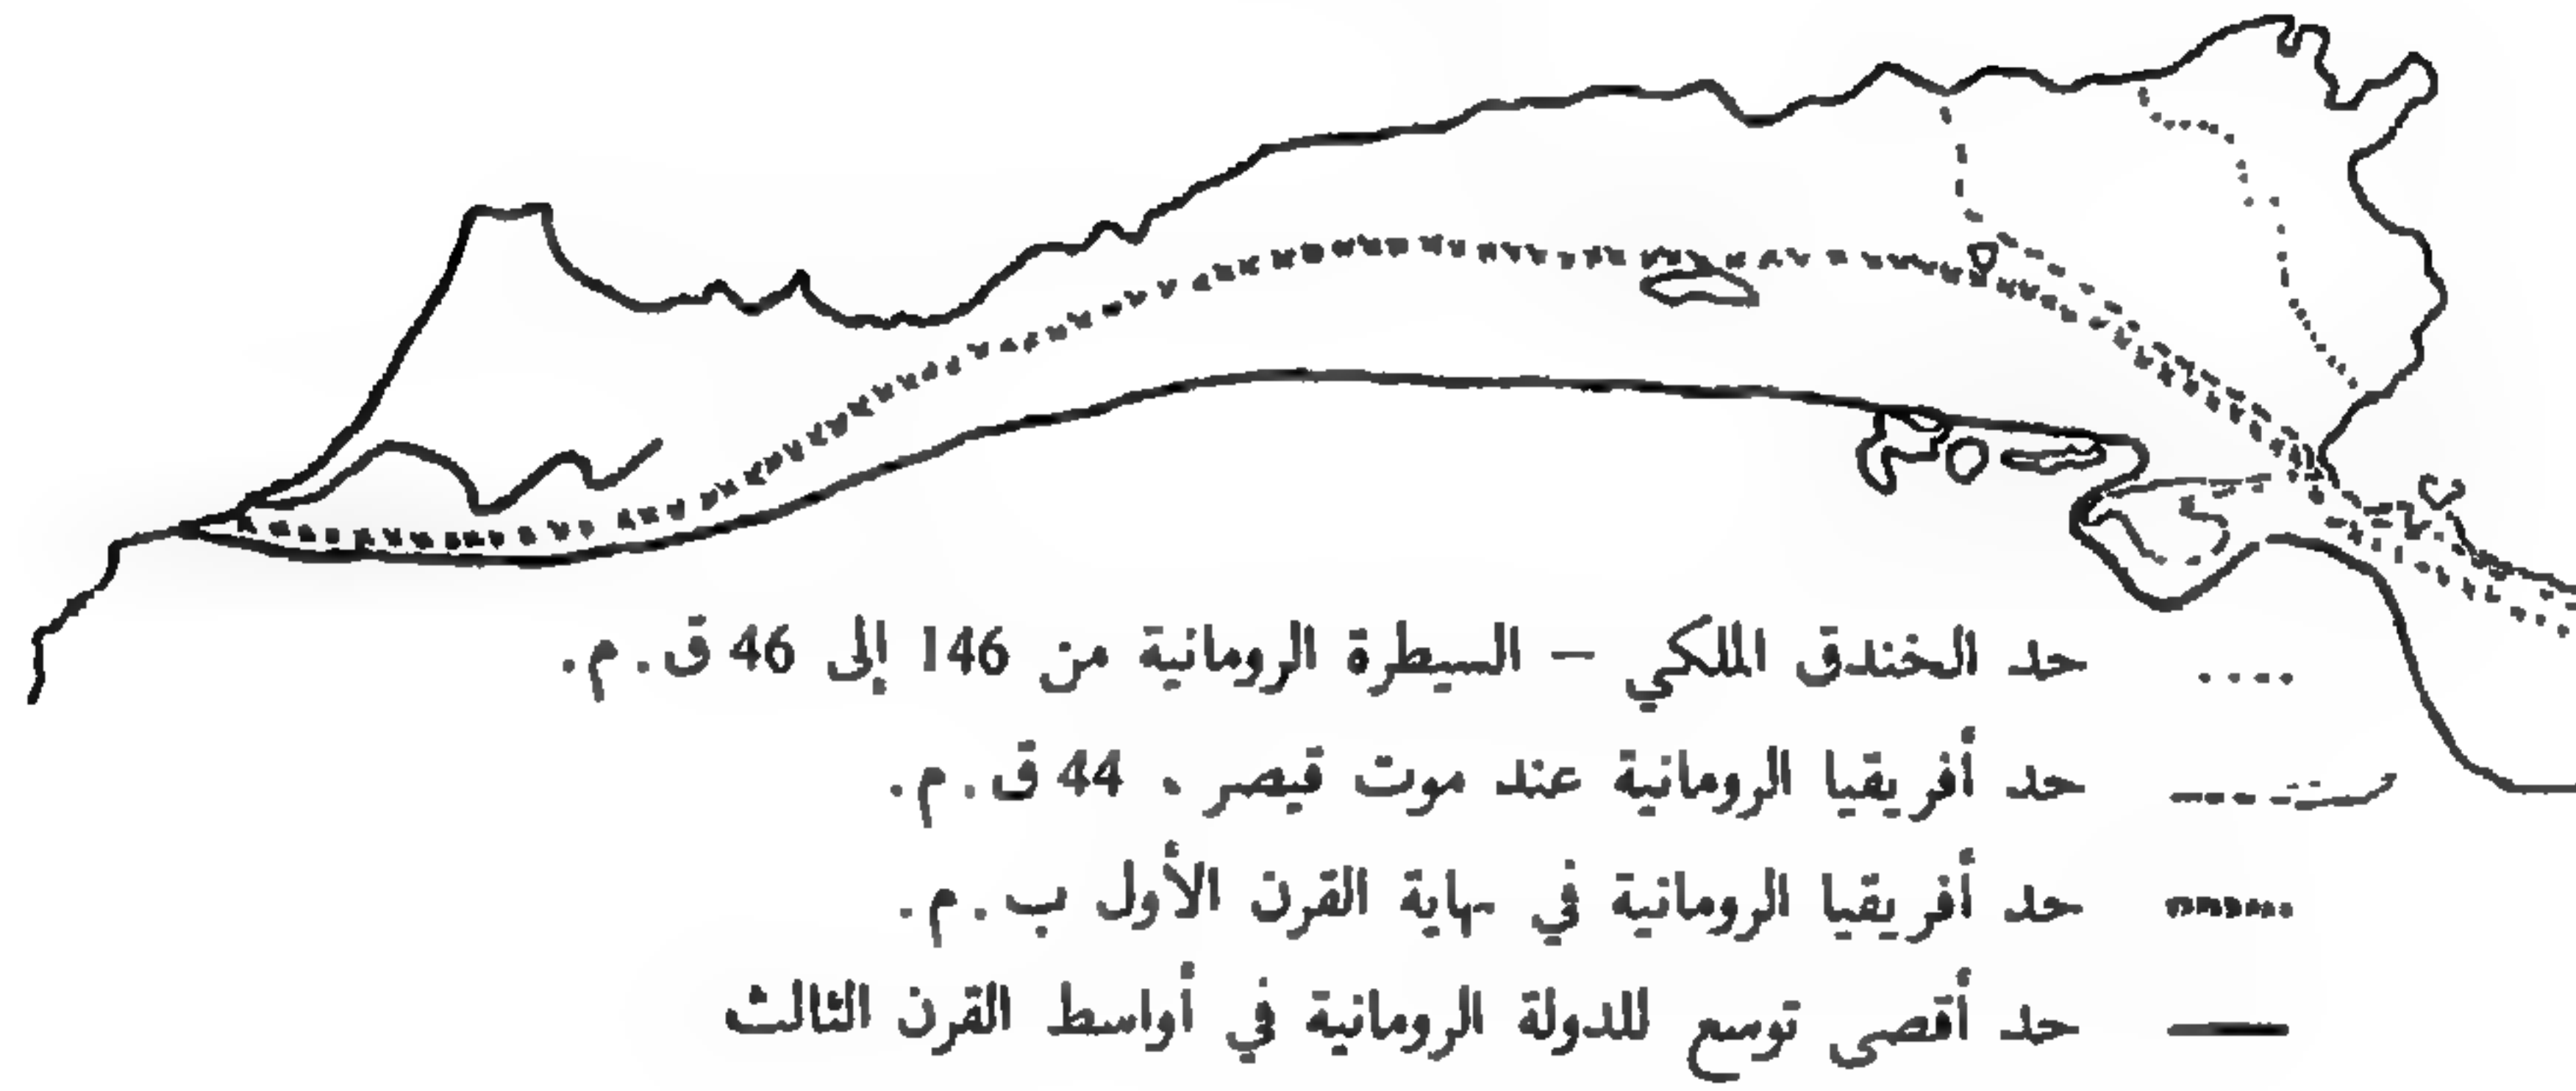 حد الخندق الملكي – السيطرة الرومانية من 146 إلى 46 ق.م.
حد أفريقيا الرومانية عند موت قيصر . 44 ق.م.
حد أفريقيا الرومانية في نهاية القرن الأول ب.م.
حد أقصى توسع للدولة الرومانية في أواسط القرن الثالث